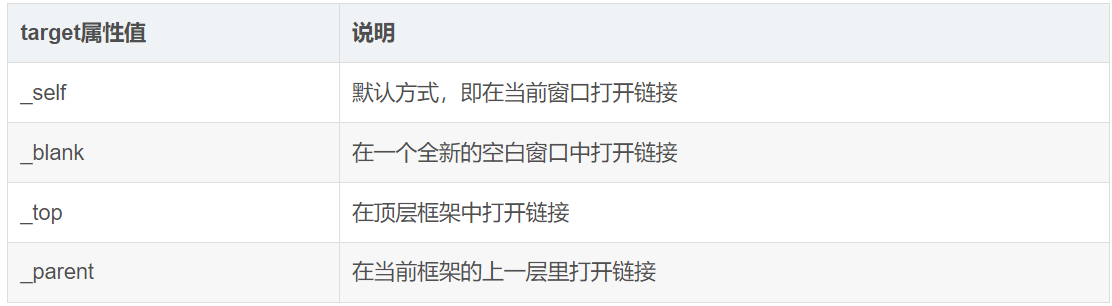 target属性值 说明
_self 默认方式，即在当前窗口打开链接
_blank 在一个全新的空白窗口中打开链接
_top 在顶层框架中打开链接
_parent 在当前框架的上一层里打开链接